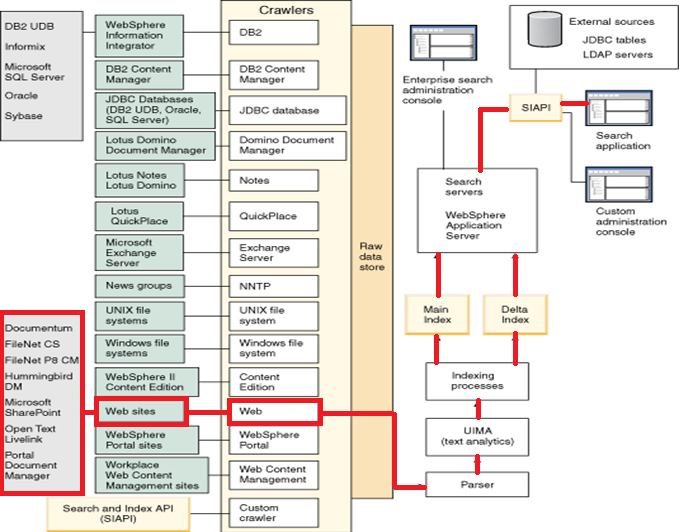 Crawlers
DB2 UDB
Informix
Microsoft
SQL Server
Oracle
Sybase
WebSphere
Information
Integrator
DB2
DB2 Content
Manager
DB2 Content
Manager
JDBC Databases
(DB2 UDB, Oracle,
SQL Server)
JDBC database
Lotus Domino
Document Manager
Domino Document
Manager
Lotus Notes
Lotus Domino
Notes
Lotus
QuickPlace
QuickPlace
Microsoft
Exchange
Server
Exchange
Server
News groups
NNTP
UNIX file
systems
UNIX file
system
Windows file
systems
Windows file
system
WebSphere II
Content Edition
Content
Edition
Web sites
Web
WebSphere
Portal sites
WebSphere
Portal
Workplace
Web Content
Management sites
Web Content
Management
Search and Index API
(SIAPI)
Custom
crawler
Documentum
FileNet CS
FileNet P8 CM
Hummingbird
DM
Microsoft
SharePoint
Open Text
Livelink
Portal
Document
Manager
Raw
data
store
Enterprise search
administration
console
External sources
JDBC tables
LDAP servers
SIAPI
Search
application
Custom
administration
console
Search
servers
WebSphere
Application
Server
Main
Index
Delta
Index
Indexing
processes
UIMA
(text analytics)
Parser